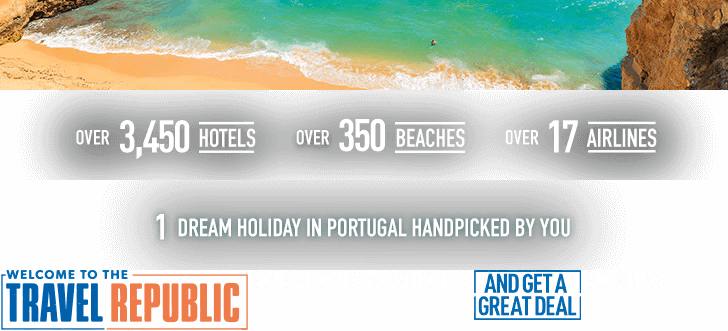 OVER 3,450 HOTELS OVER 350 BEACHES OVER 17 AIRLINES
1 DREAM HOLIDAY IN PORTUGAL HANDPICKED BY YOU
WELCOME TO THE
TRAVEL REPUBLIC
AND GET A
GREAT DEAL